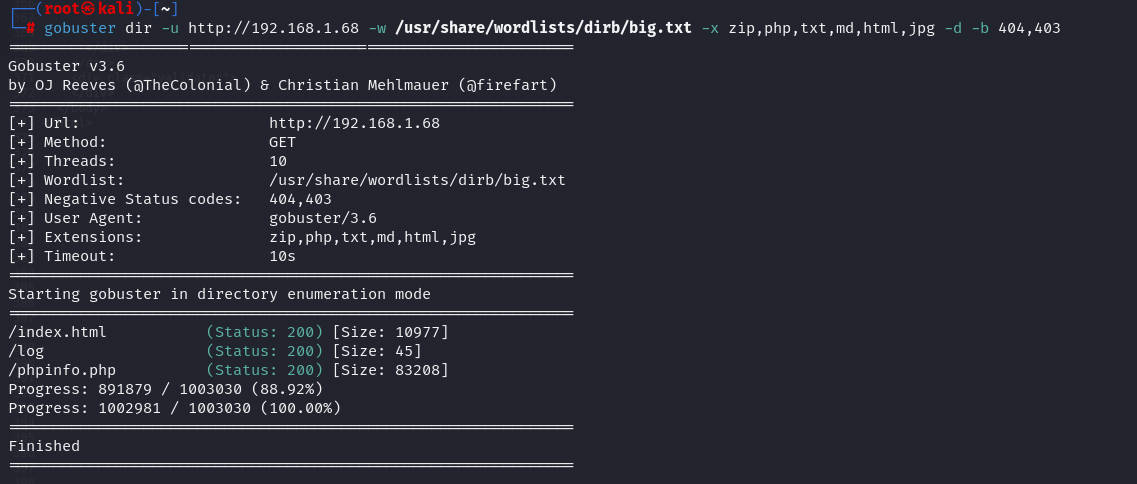 ┌──(root㉿kali)-[~]
└─# gobuster dir -u http://192.168.1.68 -w /usr/share/wordlists/dirb/big.txt -x zip,php,txt,md,html,jpg -d -b 404,403
===============================================================
Gobuster v3.6
by OJ Reeves (@TheColonial) & Christian Mehlmauer (@firefart)
===============================================================
[+] Url:                     http://192.168.1.68
[+] Method:                  GET
[+] Threads:                 10
[+] Wordlist:                /usr/share/wordlists/dirb/big.txt
[+] Negative Status codes:   404,403
[+] User Agent:              gobuster/3.6
[+] Extensions:              zip,php,txt,md,html,jpg
[+] Timeout:                 10s
===============================================================
Starting gobuster in directory enumeration mode
===============================================================
/index.html           (Status: 200) [Size: 10977]
/log                  (Status: 200) [Size: 45]
/phpinfo.php          (Status: 200) [Size: 83208]
Progress: 891879 / 1003030 (88.92%)
Progress: 1002981 / 1003030 (100.00%)
===============================================================
Finished
===============================================================